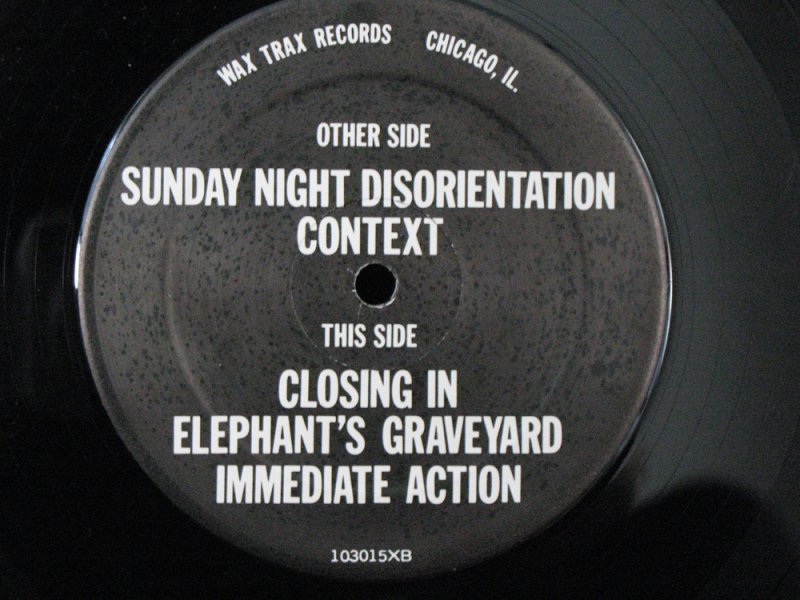 WAX TRAX RECORDS CHICAGO, IL.
OTHER SIDE
SUNDAY NIGHT DISORIENTATION
CONTEXT
THIS SIDE
CLOSING IN
ELEPHANT'S GRAVEYARD
IMMEDIATE ACTION
103015XB